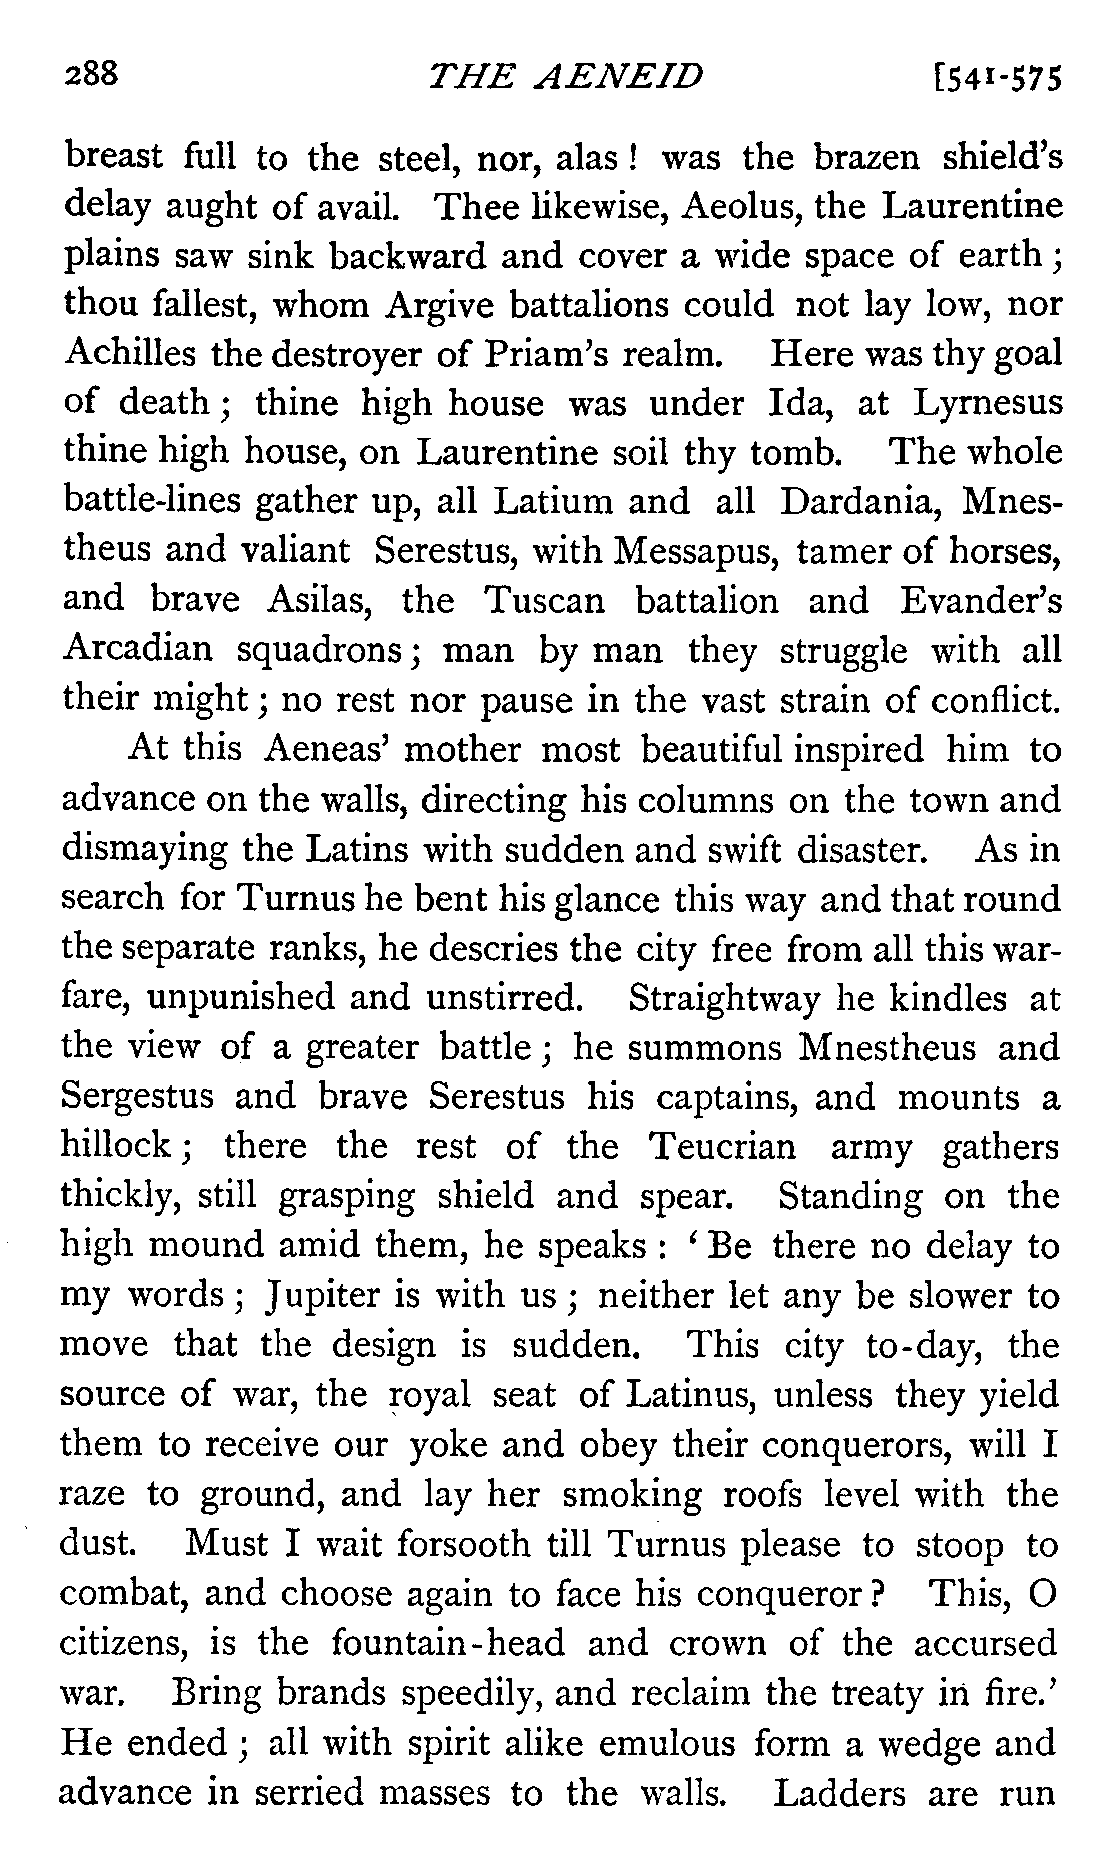 288 THE AENEID [541-575
breast full to the steel, nor, alas ! was the brazen shield's
delay aught of avail. Thee likewise, Aeolus, the Laurentine
plains saw sink backward and cover a wide space of earth ;
thou fallest, whom Argive battalions could not lay low, nor
Achilles the destroyer of Priam's realm. Here was thy goal
of death ; thine high house was under Ida, at Lyrnesus
thine high house, on Laurentine soil thy tomb. The whole
battle-lines gather up, all Latium and all Dardania, Mnes-
theus and valiant Serestus, with Messapus, tamer of horses,
and brave Asilas, the Tuscan battalion and Evander's
Arcadian squadrons ; man by man they struggle with all
their might ; no rest nor pause in the vast strain of conflict.
At this Aeneas' mother most beautiful inspired him to
advance on the walls, directing his columns on the town and
dismaying the Latins with sudden and swift disaster. As in
search for Turnus he bent his glance this way and that round
the separate ranks, he descries the city free from all this war-
fare, unpunished and unstirred. Straightway he kindles at
the view of a greater battle ; he summons Mnestheus and
Sergestus and brave Serestus his captains, and mounts a
hillock ; there the rest of the Teucrian army gathers
thickly, still grasping shield and spear. Standing on the
high mound amid them, he speaks : ‘ Be there no delay to
my words ; Jupiter is with us ; neither let any be slower to
move that the design is sudden. This city to-day, the
source of war, the royal seat of Latinus, unless they yield
them to receive our yoke and obey their conquerors, will I
raze to ground, and lay her smoking roofs level with the
dust. Must I wait forsooth till Turnus please to stoop to
combat, and choose again to face his conqueror ? This, O
citizens, is the fountain-head and crown of the accursed
war. Bring brands speedily, and reclaim the treaty in fire.’
He ended ; all with spirit alike emulous form a wedge and
advance in serried masses to the walls. Ladders are run